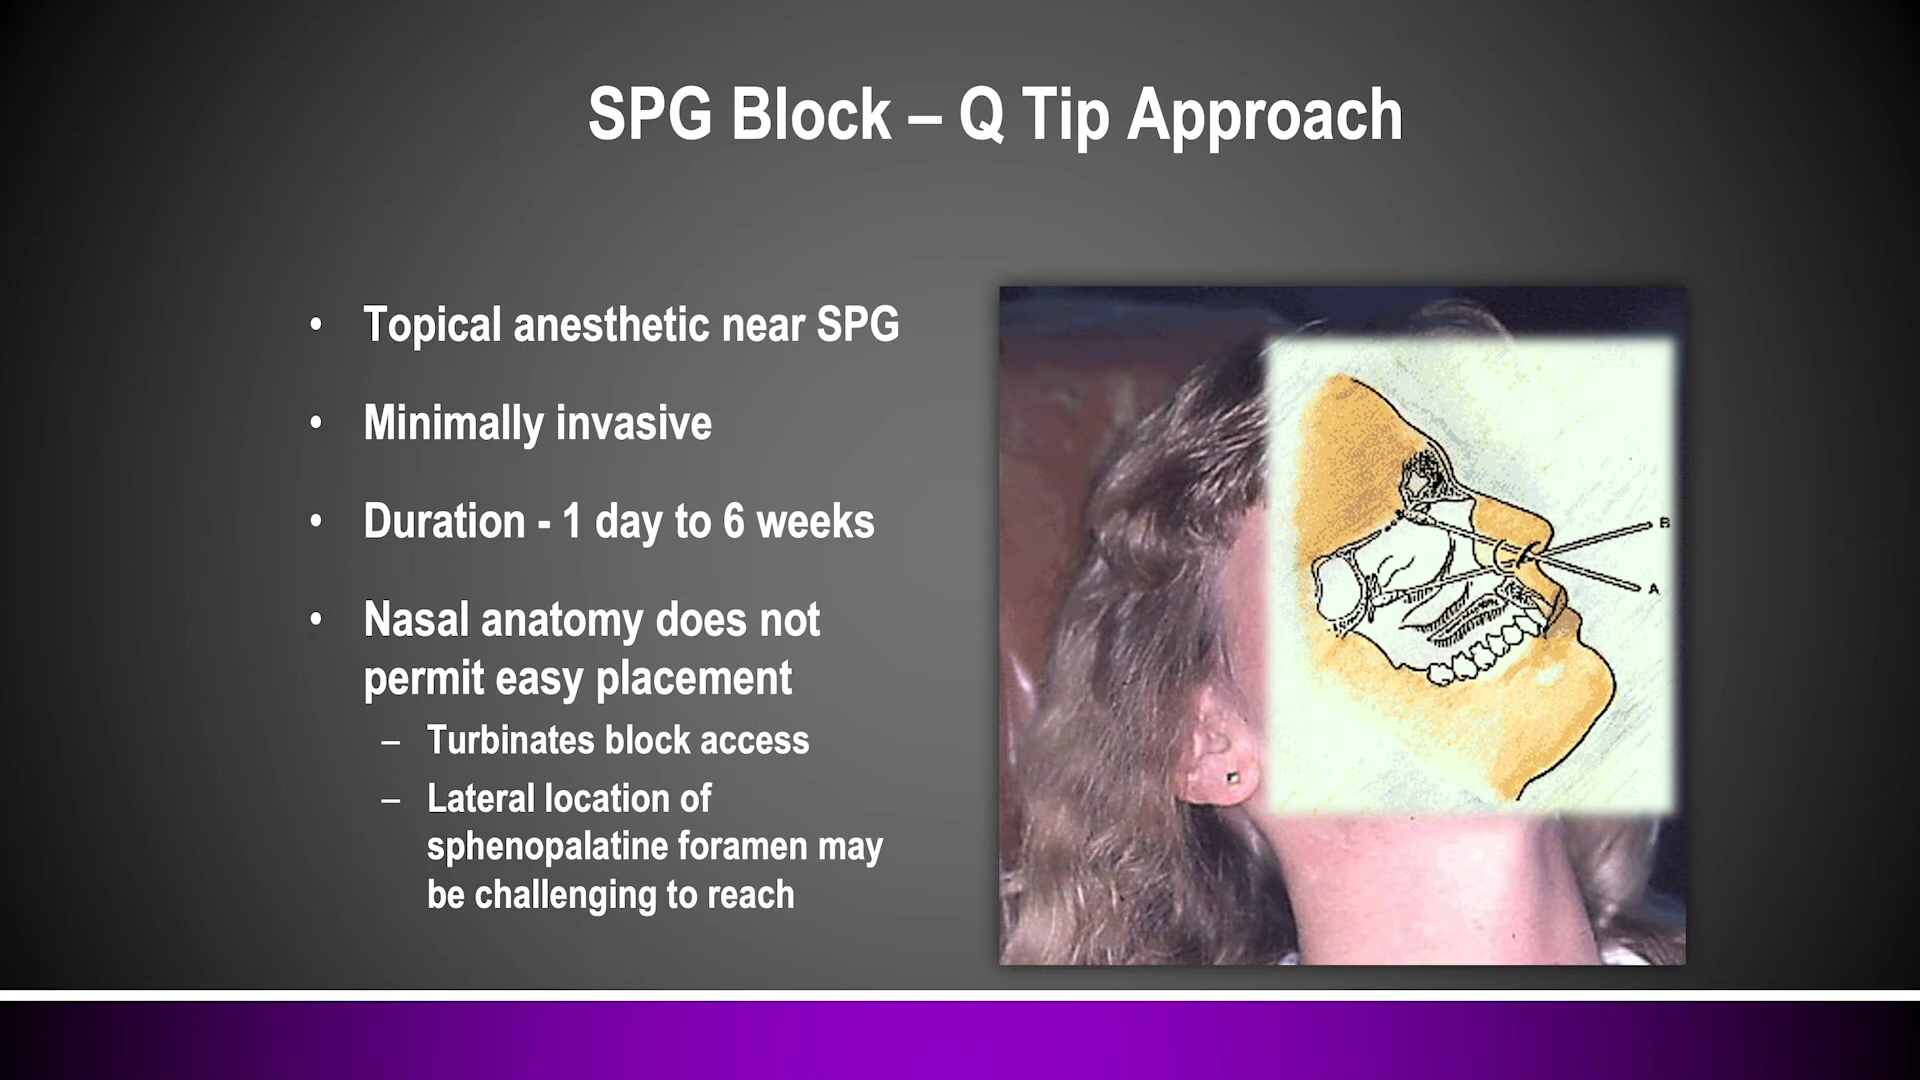 SPG Block – Q Tip Approach
• Topical anesthetic near SPG
• Minimally invasive
• Duration - 1 day to 6 weeks
• Nasal anatomy does not
permit easy placement
– Turbinates block access
– Lateral location of
sphenopalatine foramen may
be challenging to reach
B
A